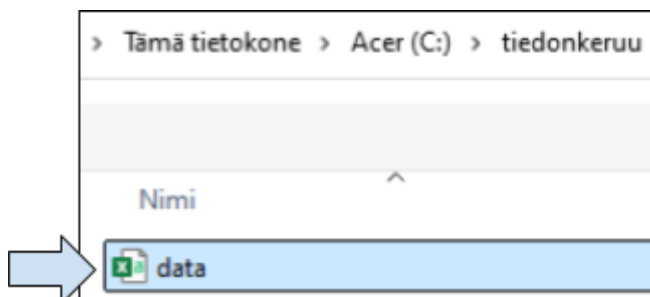 > Tämä tietokone > Acer (C:) > tiedonkeruu
Nimi
data